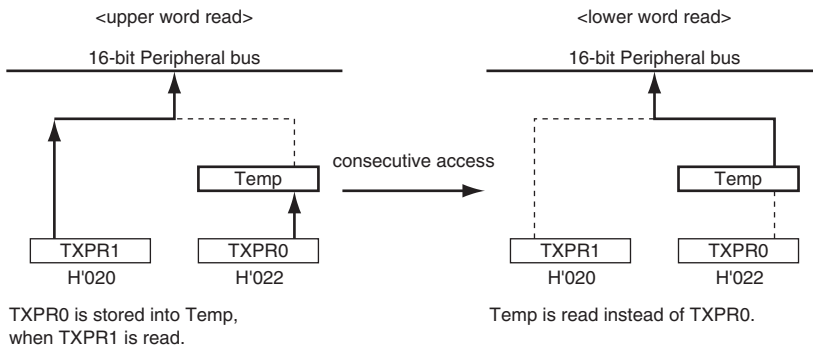 <upper word read>
16-bit Peripheral bus
Temp
TXPR1
TXPR0
H'020
H'022
TXPR0 is stored into Temp,
when TXPR1 is read.
consecutive access
<lower word read>
16-bit Peripheral bus
Temp
TXPR1
TXPR0
H'020
H'022
Temp is read instead of TXPR0.